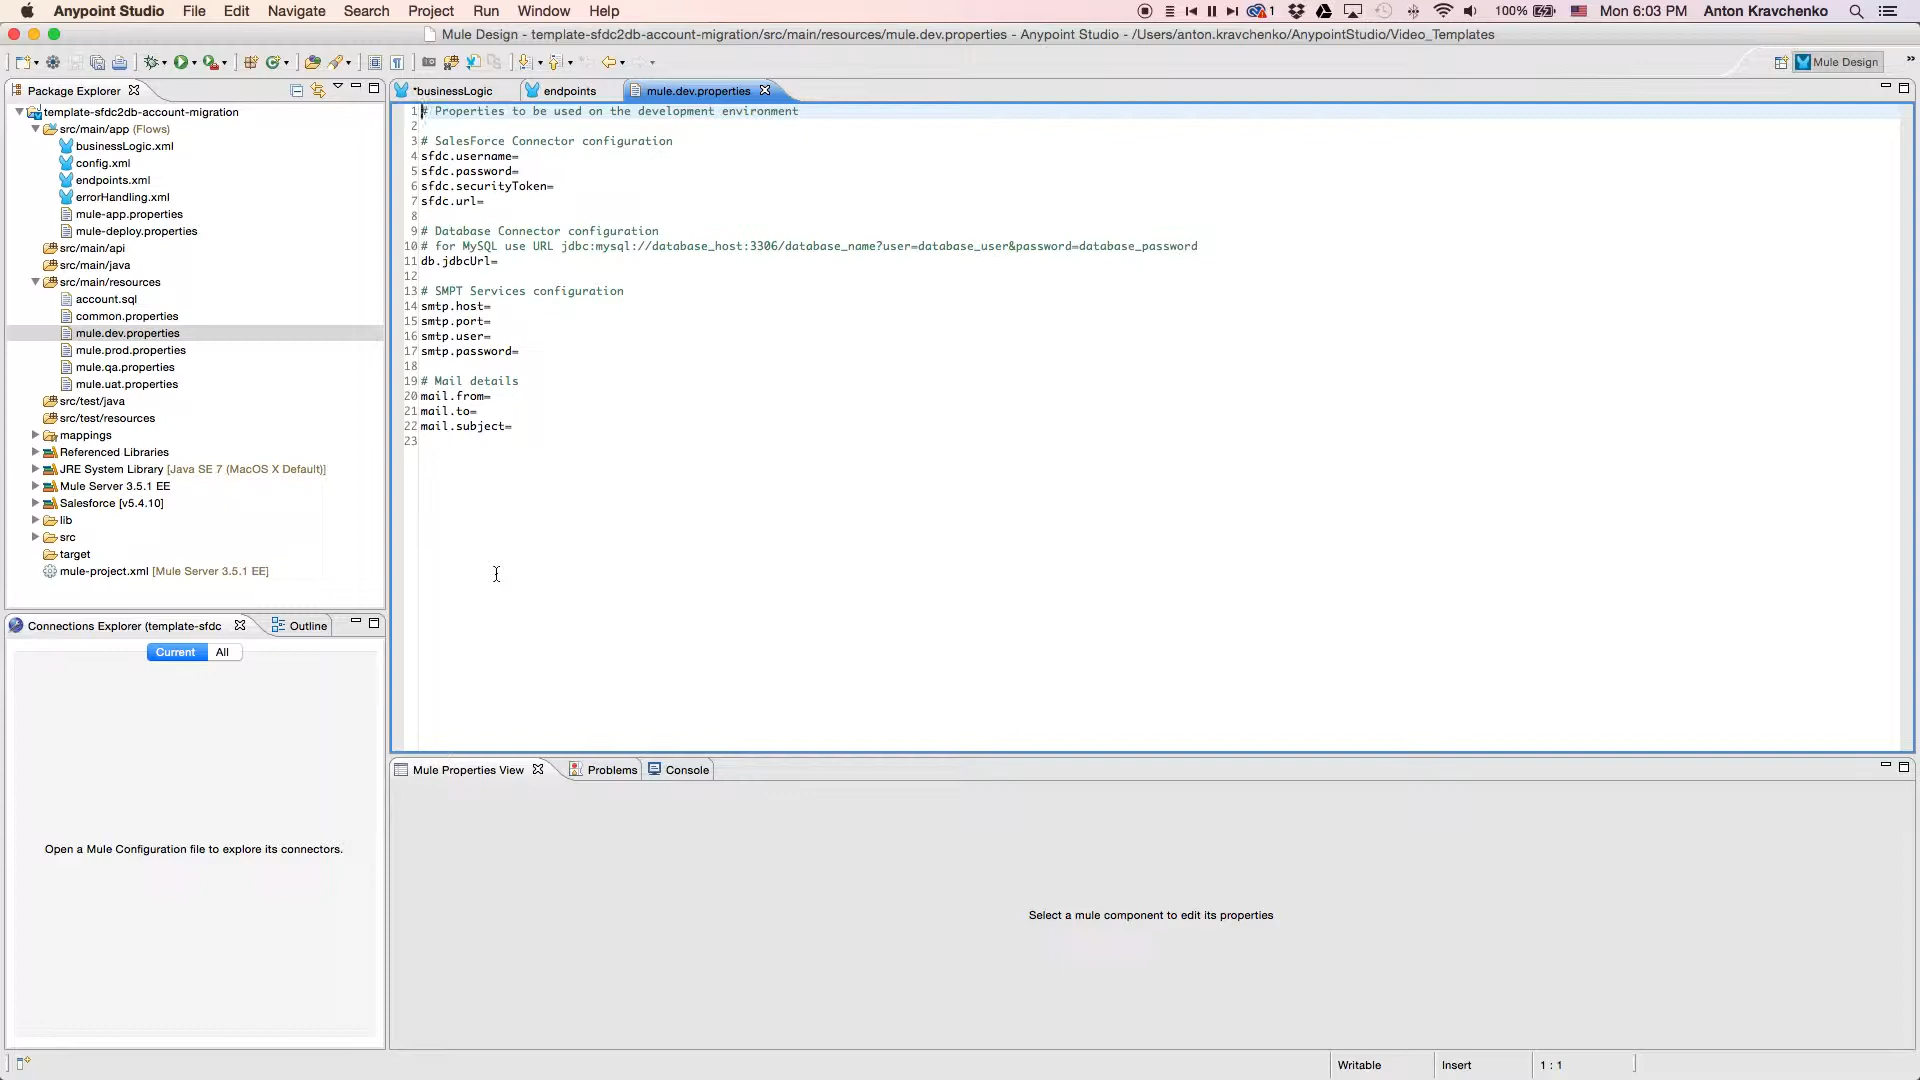 Anypoint Studio File Edit Navigate Search Project Run Window Help 1 100% Mon 6:03 PM Anton Kravchenko
Mule Design - template-sfdc2db-account-migration/src/main/resources/mule.dev.properties - Anypoint Studio - /Users/anton.kravchenko/AnypointStudio/Video_Templates
Mule Design
Package Explorer
template-sfdc2db-account-migration
src/main/app (Flows)
businessLogic.xml
config.xml
endpoints.xml
errorHandling.xml
mule-app.properties
mule-deploy.properties
src/main/api
src/main/java
src/main/resources
account.sql
common.properties
mule.dev.properties
mule.prod.properties
mule.qa.properties
mule.uat.properties
src/test/java
src/test/resources
mappings
Referenced Libraries
JRE System Library [Java SE 7 (MacOS X Default)]
Mule Server 3.5.1 EE
Salesforce [v5.4.10]
lib
src
target
mule-project.xml [Mule Server 3.5.1 EE]
Connections Explorer (template-sfdc Outline
Current All
Open a Mule Configuration file to explore its connectors.
*businessLogic endpoints mule.dev.properties
1 # Properties to be used on the development environment
2
3 # SalesForce Connector configuration
4 sfdc.username=
5 sfdc.password=
6 sfdc.securityToken=
7 sfdc.url=
8
9 # Database Connector configuration
10 # for MySQL use URL jdbc:mysql://database_host:3306/database_name?user=database_user&password=database_password
11 db.jdbcUrl=
12
13 # SMPT Services configuration
14 smtp.host=
15 smtp.port=
16 smtp.user=
17 smtp.password=
18
19 # Mail details
20 mail.from=
21 mail.to=
22 mail.subject=
23
Mule Properties View Problems Console
Select a mule component to edit its properties
Writable Insert 1 : 1